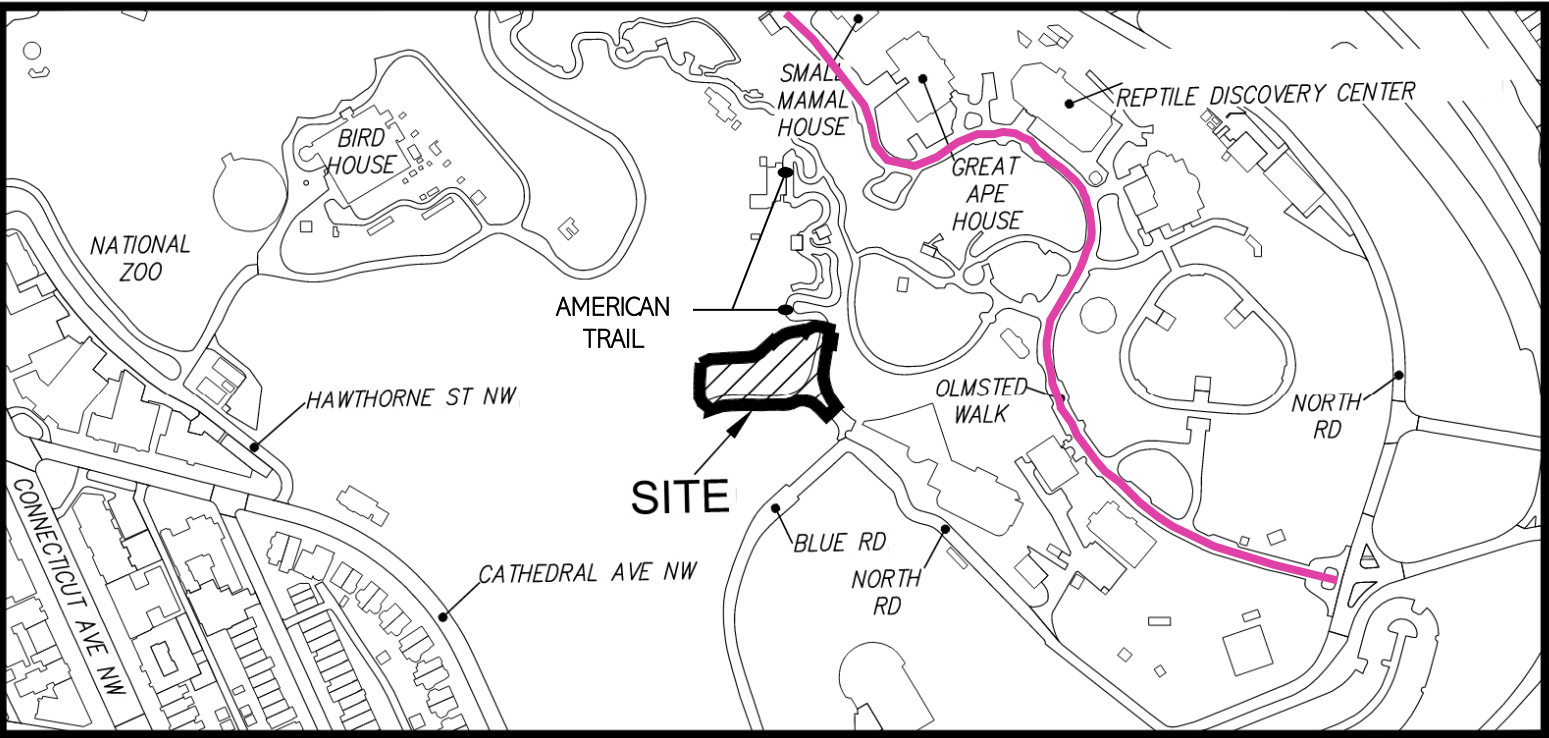 SMALL
MAMAL
HOUSE
REPTILE DISCOVERY CENTER
BIRD
HOUSE
GREAT
APE
HOUSE
NATIONAL
ZOO
AMERICAN
TRAIL
HAWTHORNE ST NW
OLMSTED
WALK
NORTH
RD
SITE
CONNECTICUT AVE NW
BLUE RD
CATHEDRAL AVE NW
NORTH
RD